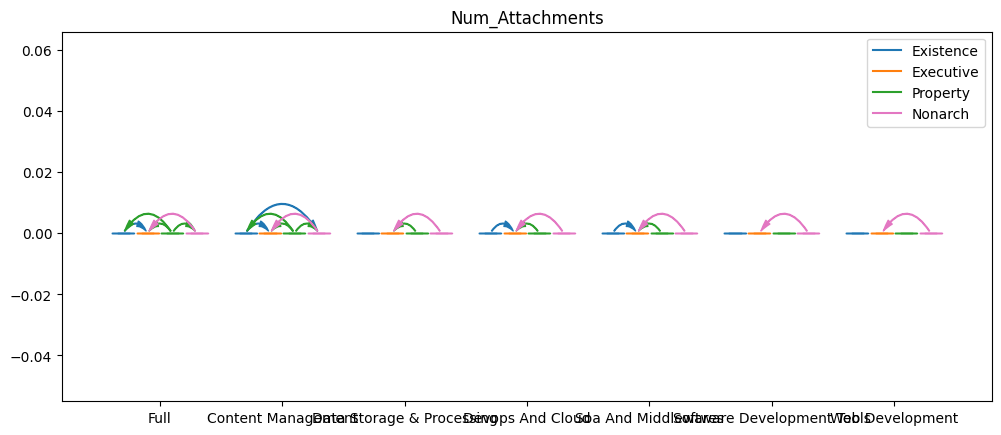 Num_Attachments
0.06
0.04
0.02
0.00
−0.02
−0.04
Existence
Executive
Property
Nonarch
Full
Content Management
Data Storage & Processing
Devops And Cloud
Soa And Middlewares
Software Development Tools
Web Development